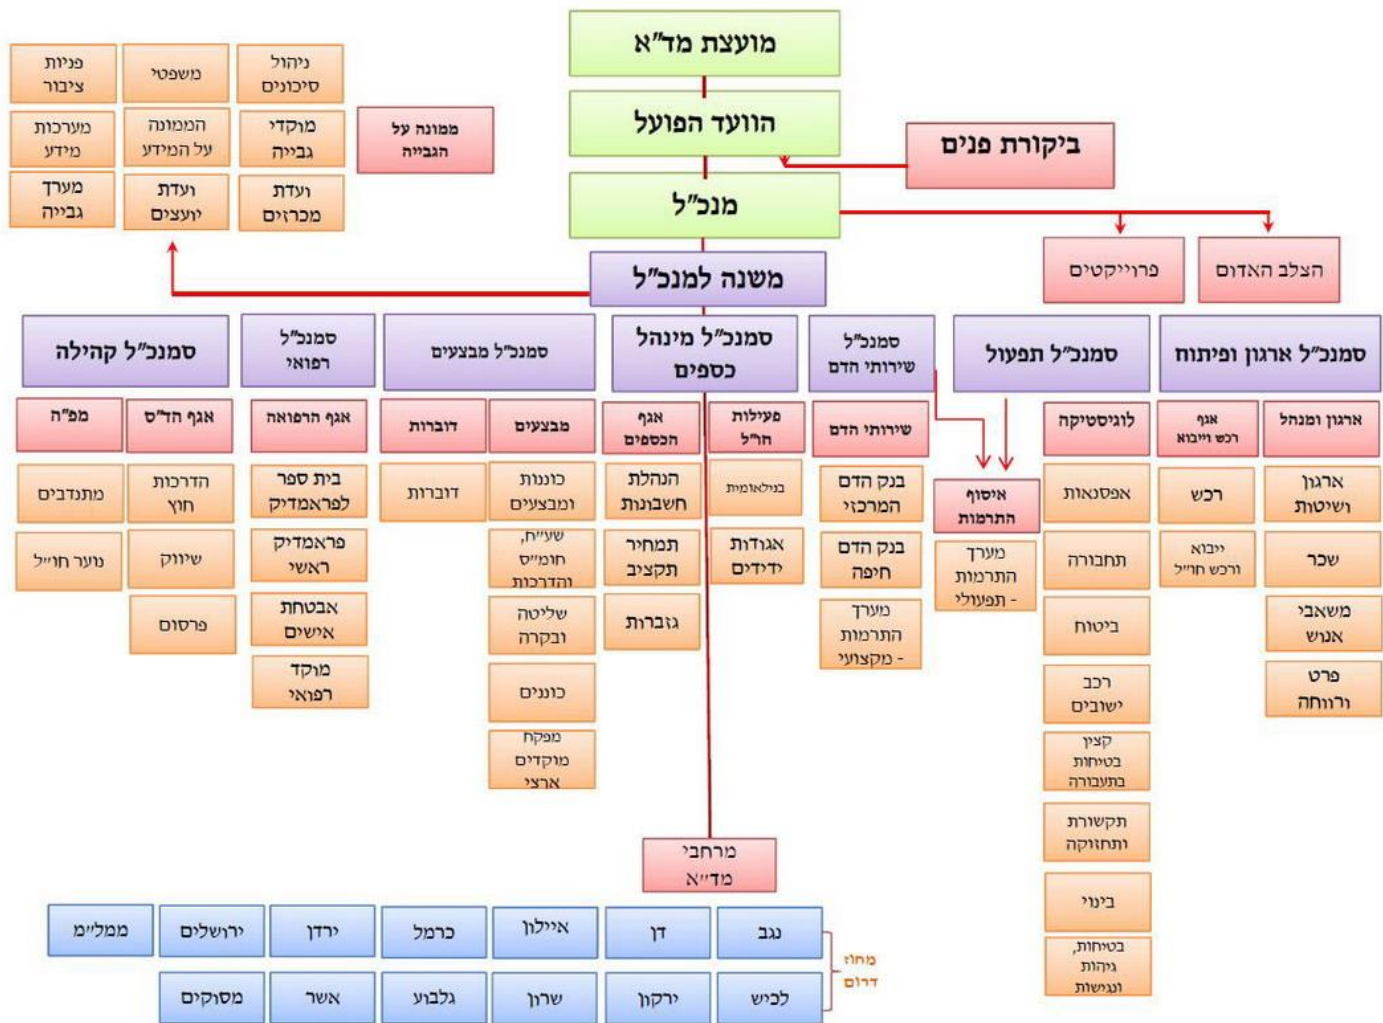 מועצת מד"א
הוועד הפועל
ביקורת פנים
מנכ"ל
הצלב האדום
פרוייקטים
משנה למנכ"ל
ממונה על
הגבייה
ניהול
סיכונים
משפטי
פניות
ציבור
מוקדי
גבייה
הממונה
על המידע
מערכות
מידע
ועדת
מכרזים
ועדת
יועצים
מערך
גבייה
סמנכ"ל ארגון ופיתוח
ארגון ומנהל
ארגון
ושיטות
שכר
משאבי
אנוש
פרט
ורווחה
אגף
רכש וייבוא
רכש
ייבוא
ורכש חו"ל
סמנכ"ל תפעול
לוגיסטיקה
אפסנאות
תחבורה
ביטוח
רכב
ישובים
קצין
בטיחות
בתעבורה
תקשורת
ותחזוקה
בינוי
בטיחות,
גיהות
ונגישות
איסוף
התרמות
מערך
התרמות
- תפעולי
סמנכ"ל
שירותי הדם
שירותי הדם
בנק הדם
המרכזי
בנק הדם
חיפה
מערך
התרמות
- מקצועי
סמנכ"ל מינהל
כספים
פעילות
חו"ל
בנילאומית
אגודות
ידידים
אגף
הכספים
הנהלת
חשבונות
תמחיר
תקציב
גזברות
סמנכ"ל מבצעים
מבצעים
כוננות
ומבצעים
שע"ח,
חומ"ס
והדרכות
שליטה
ובקרה
כוננים
מפקח
מוקדים
ארצי
דוברות
דוברות
סמנכ"ל
רפואי
אגף הרפואה
בית ספר
לפראמדיק
פראמדיק
ראשי
אבטחת
אישים
מוקד
רפואי
סמנכ"ל קהילה
אגף הד"ס
הדרכות
חוץ
שיווק
פרסום
מפ"ה
מתנדבים
נוער חו"ל
מרחבי
מד"א
מחוז
דרום
נגב
דן
איילון
כרמל
ירדן
ירושלים
ממל"מ
לכיש
ירקון
שרון
גלבוע
אשר
מסוקים